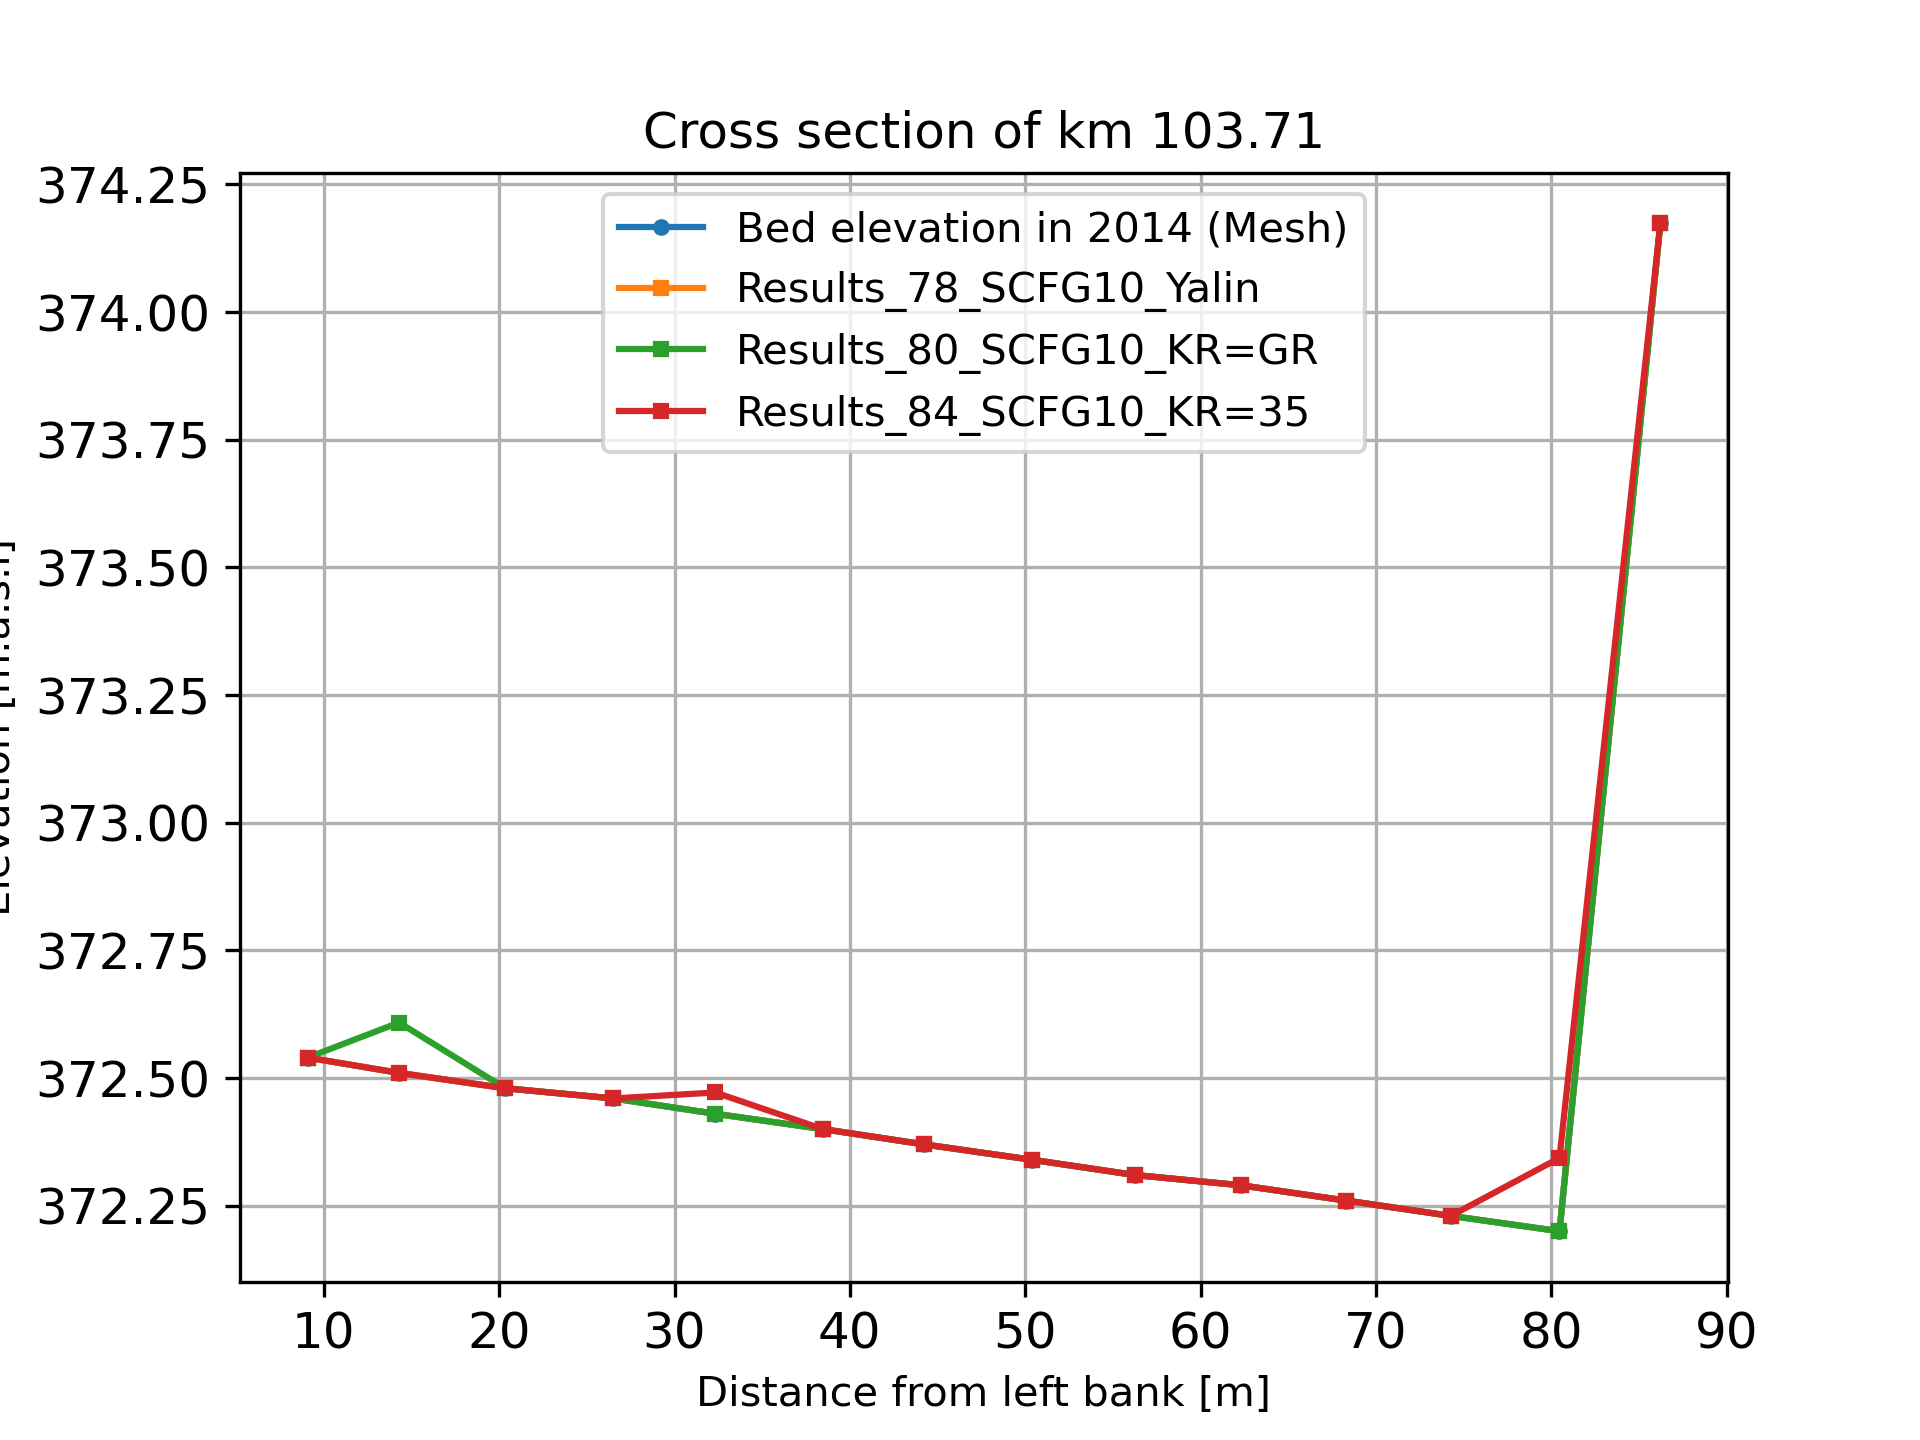 Cross section of km 103.71
374.25
374.00
373.75
373.50
373.25
373.00
372.75
372.50
372.25
Bed elevation in 2014 (Mesh)
Results_78_SCFG10_Yalin
Results_80_SCFG10_KR=GR
Results_84_SCFG10_KR=35
10 20 30 40 50 60 70 80 90
Distance from left bank [m]